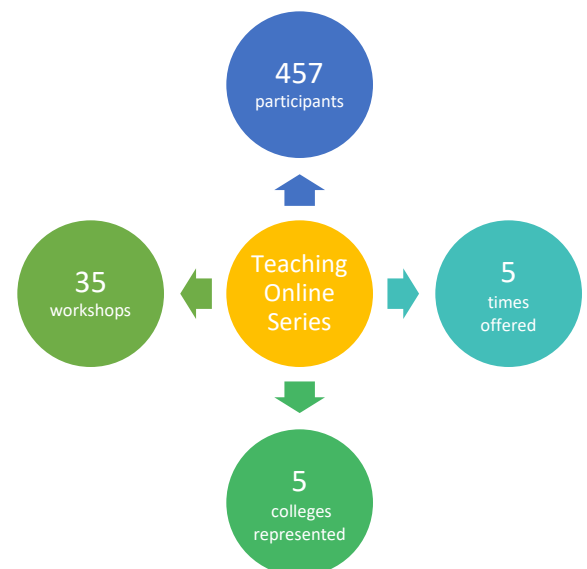 457
participants
35
workshops
Teaching
Online
Series
5
times
offered
5
colleges
represented